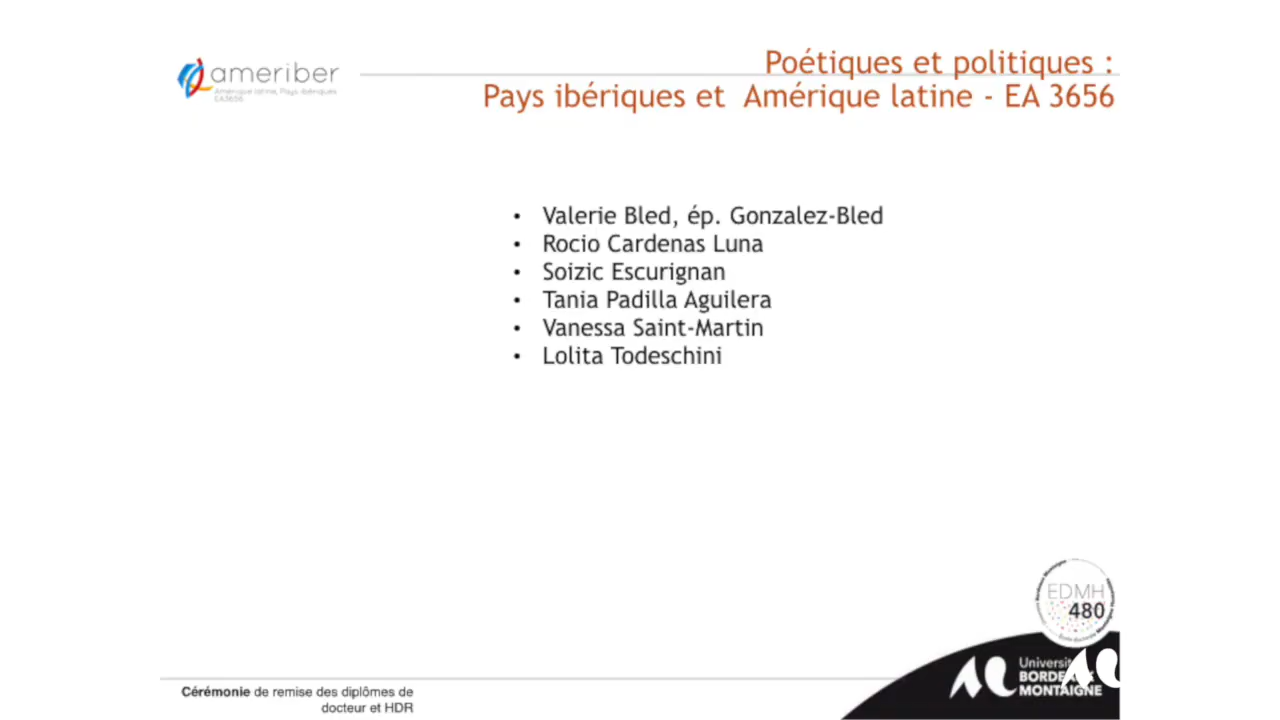 ameriber
Amérique latine, Pays ibériques
EA3656
Poétiques et politiques :
Pays ibériques et Amérique latine - EA 3656
• Valerie Bled, ép. Gonzalez-Bled
• Rocio Cardenas Luna
• Soizic Escurignan
• Tania Padilla Aguilera
• Vanessa Saint-Martin
• Lolita Todeschini
EDMH
480
Université
BORDEAUX
MONTAIGNE
Cérémonie de remise des diplômes de
docteur et HDR